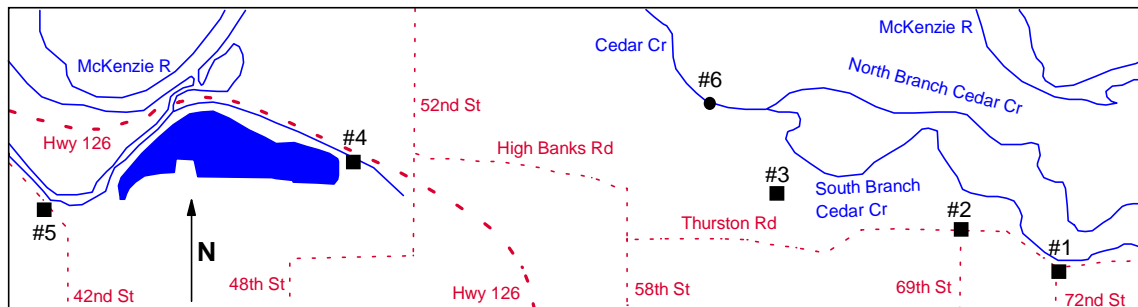 McKenzie R
Hwy 126
#5
42nd St
N
48th St
#4
52nd St
High Banks Rd
Hwy 126
58th St
Thurston Rd
Cedar Cr
#6
#3
South Branch
Cedar Cr
North Branch Cedar Cr
McKenzie R
#2
69th St
#1
72nd St